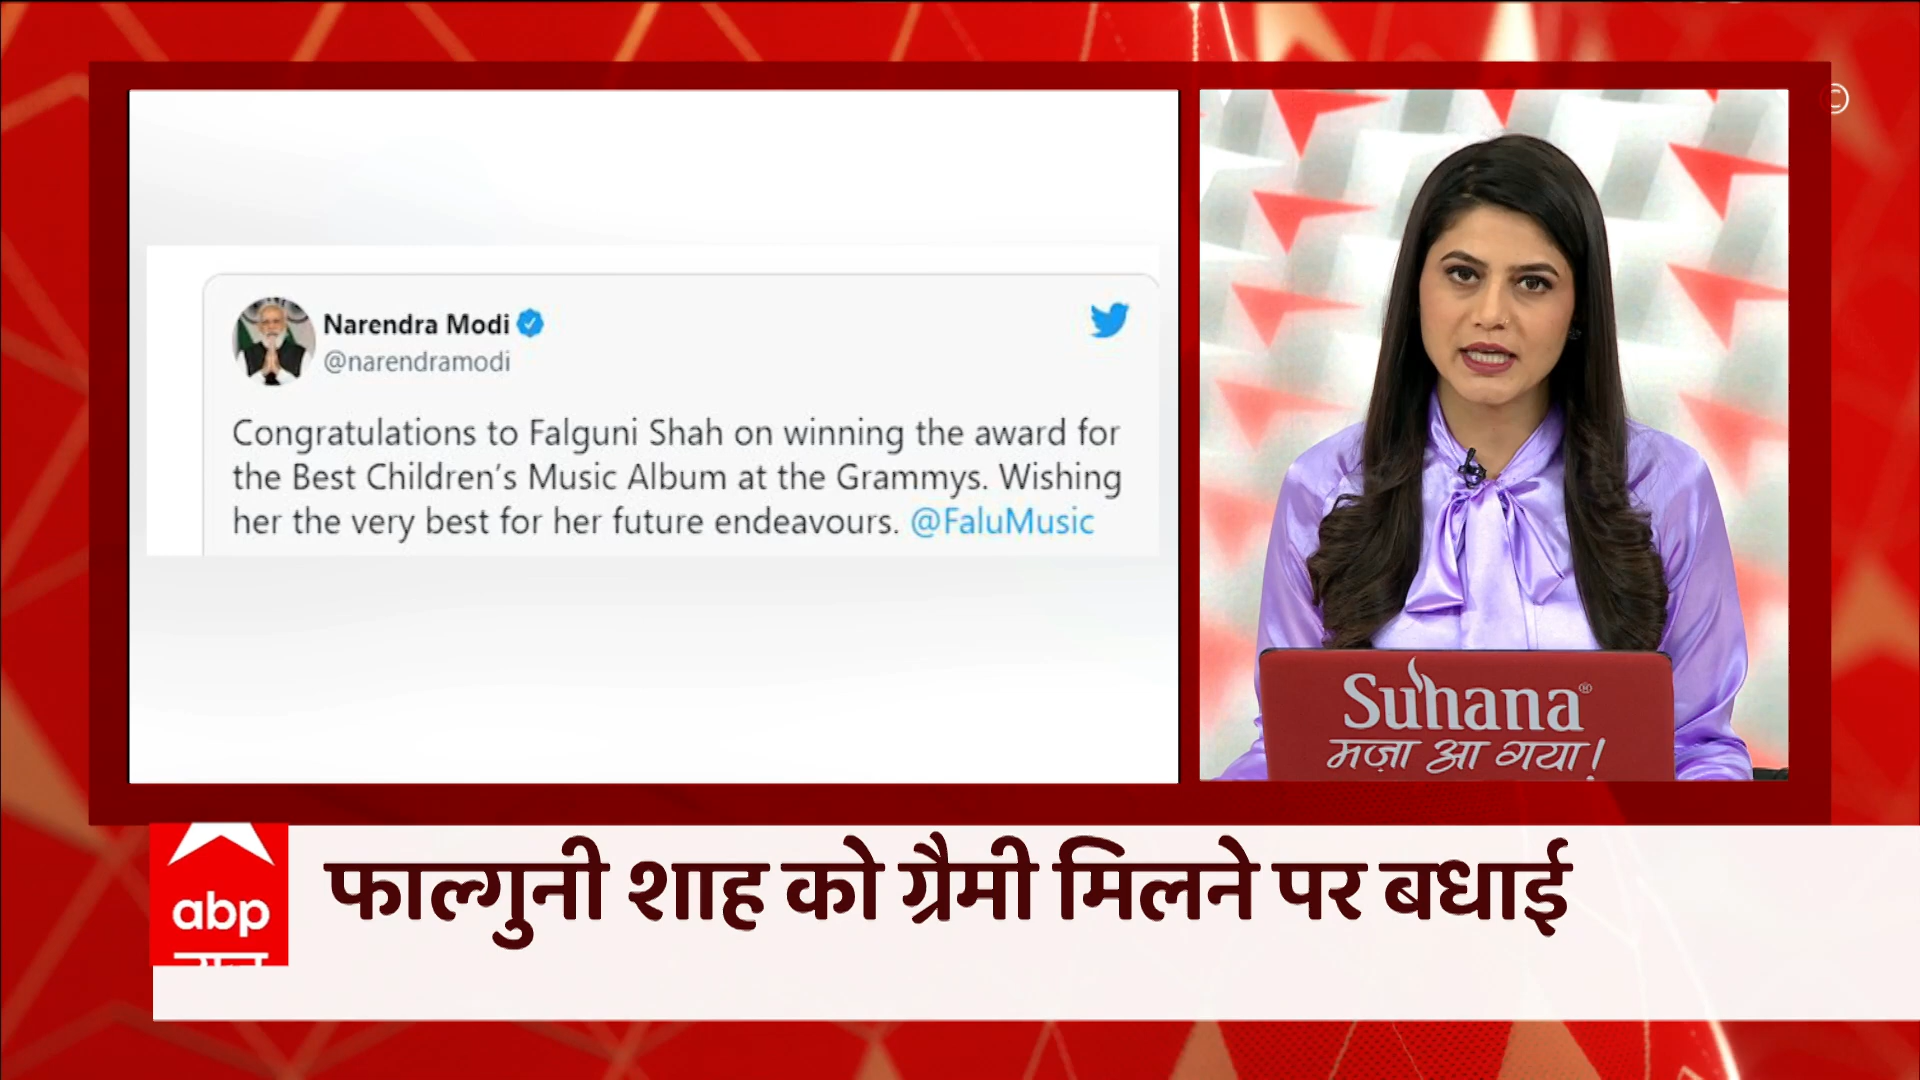 ©
Narendra Modi
@narendramodi
Congratulations to Falguni Shah on winning the award for
the Best Children's Music Album at the Grammys. Wishing
her the very best for her future endeavours. @FaluMusic
Suhana®
मज़ा आ गया!
abp
फाल्गुनी शाह को ग्रैमी मिलने पर बधाई